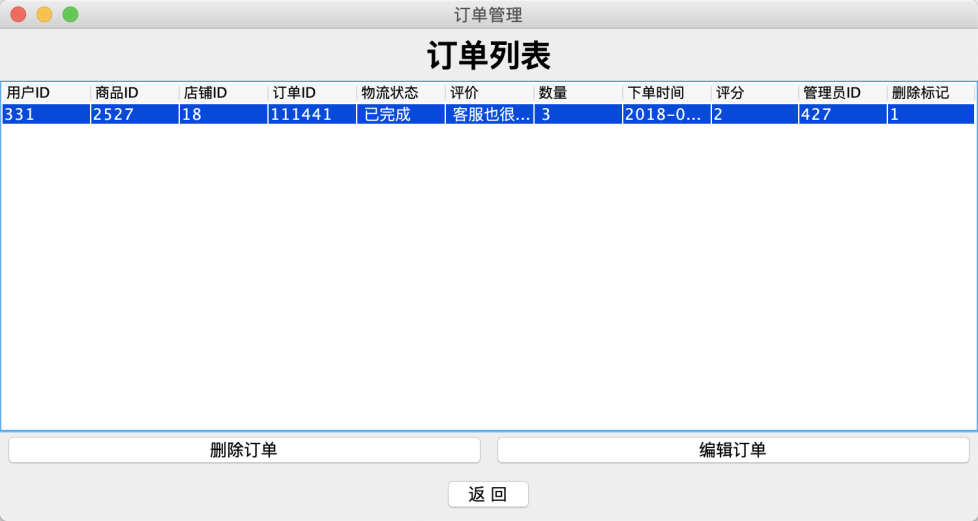 订单管理
订单列表
用户ID 商品ID 店铺ID 订单ID 物流状态 评价 数量 下单时间 评分 管理员ID 删除标记
331 2527 18 111441 已完成 客服也很... 3 2018-0... 2 427 1
删除订单 编辑订单
返 回